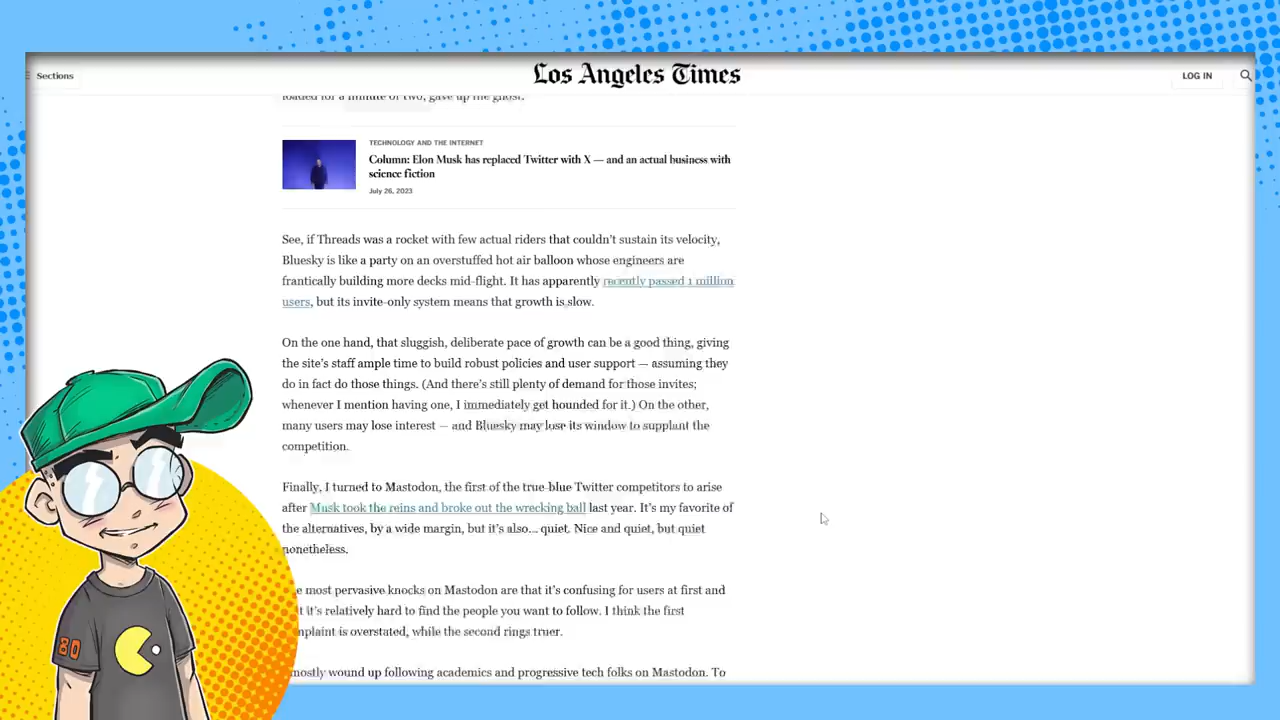 Sections
Los Angeles Times
LOG IN
loaded for a minute or two, gave up the ghost.
TECHNOLOGY AND THE INTERNET
Column: Elon Musk has replaced Twitter with X — and an actual business with
science fiction
July 26, 2023
See, if Threads was a rocket with few actual riders that couldn't sustain its velocity,
Bluesky is like a party on an overstuffed hot air balloon whose engineers are
frantically building more decks mid-flight. It has apparently recently passed 1 million
users, but its invite-only system means that growth is slow.
On the one hand, that sluggish, deliberate pace of growth can be a good thing, giving
the site's staff ample time to build robust policies and user support — assuming they
do in fact do those things. (And there's still plenty of demand for those invites;
whenever I mention having one, I immediately get hounded for it.) On the other,
many users may lose interest — and Bluesky may lose its window to supplant the
competition.
Finally, I turned to Mastodon, the first of the true-blue Twitter competitors to arise
after Musk took the reins and broke out the wrecking ball last year. It's my favorite of
the alternatives, by a wide margin, but it's also... quiet. Nice and quiet, but quiet
nonetheless.
most pervasive knocks on Mastodon are that it's confusing for users at first and
it's relatively hard to find the people you want to follow. I think the first
is overstated, while the second rings truer.
mostly wound up following academics and progressive tech folks on Mastodon. To
80